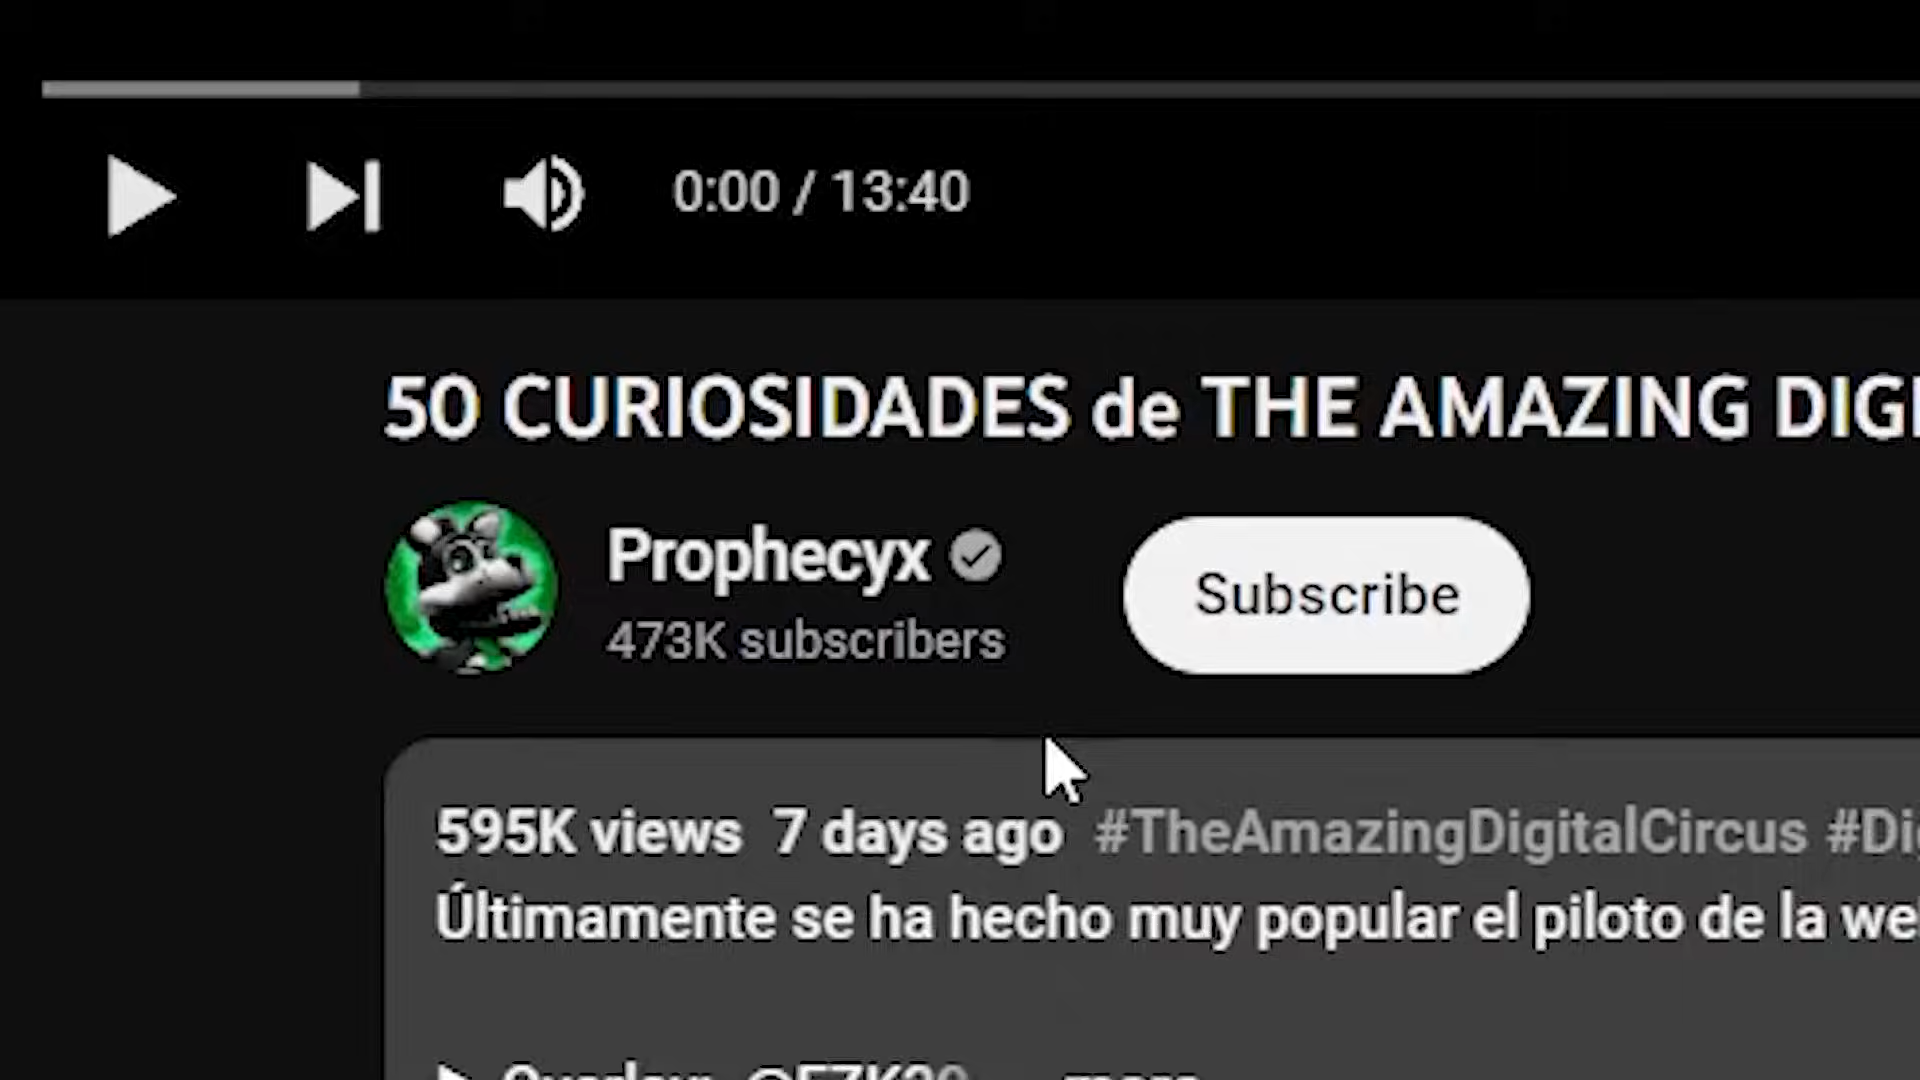 0:00 / 13:40
50 CURIOSIDADES de THE AMAZING DIGI
Prophecyx
473K subscribers
Subscribe
595K views 7 days ago #TheAmazingDigitalCircus #Dig
Últimamente se ha hecho muy popular el piloto de la we